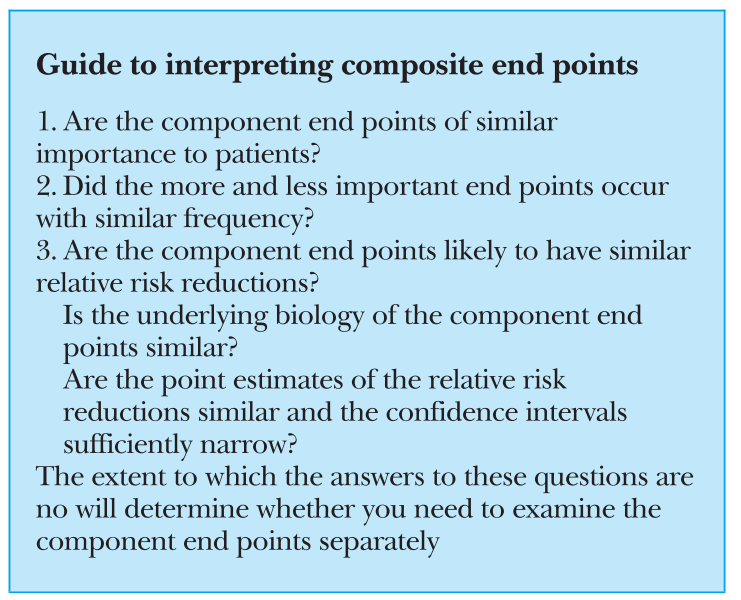 Guide to interpreting composite end points
1. Are the component end points of similar
importance to patients?
2. Did the more and less important end points occur
with similar frequency?
3. Are the component end points likely to have similar
relative risk reductions?
Is the underlying biology of the component end
points similar?
Are the point estimates of the relative risk
reductions similar and the confidence intervals
sufficiently narrow?
The extent to which the answers to these questions are
no will determine whether you need to examine the
component end points separately